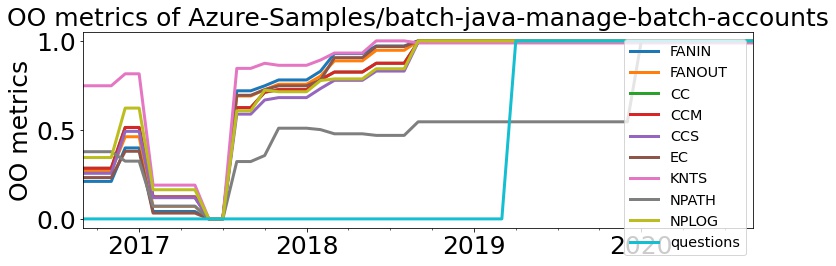 OO metrics of Azure-Samples/batch-java-manage-batch-accounts
OO metrics
1.0
0.5
0.0
2017
2018
2019
2020
FANIN
FANOUT
CC
CCM
CCS
EC
KNTS
NPATH
NPLOG
questions